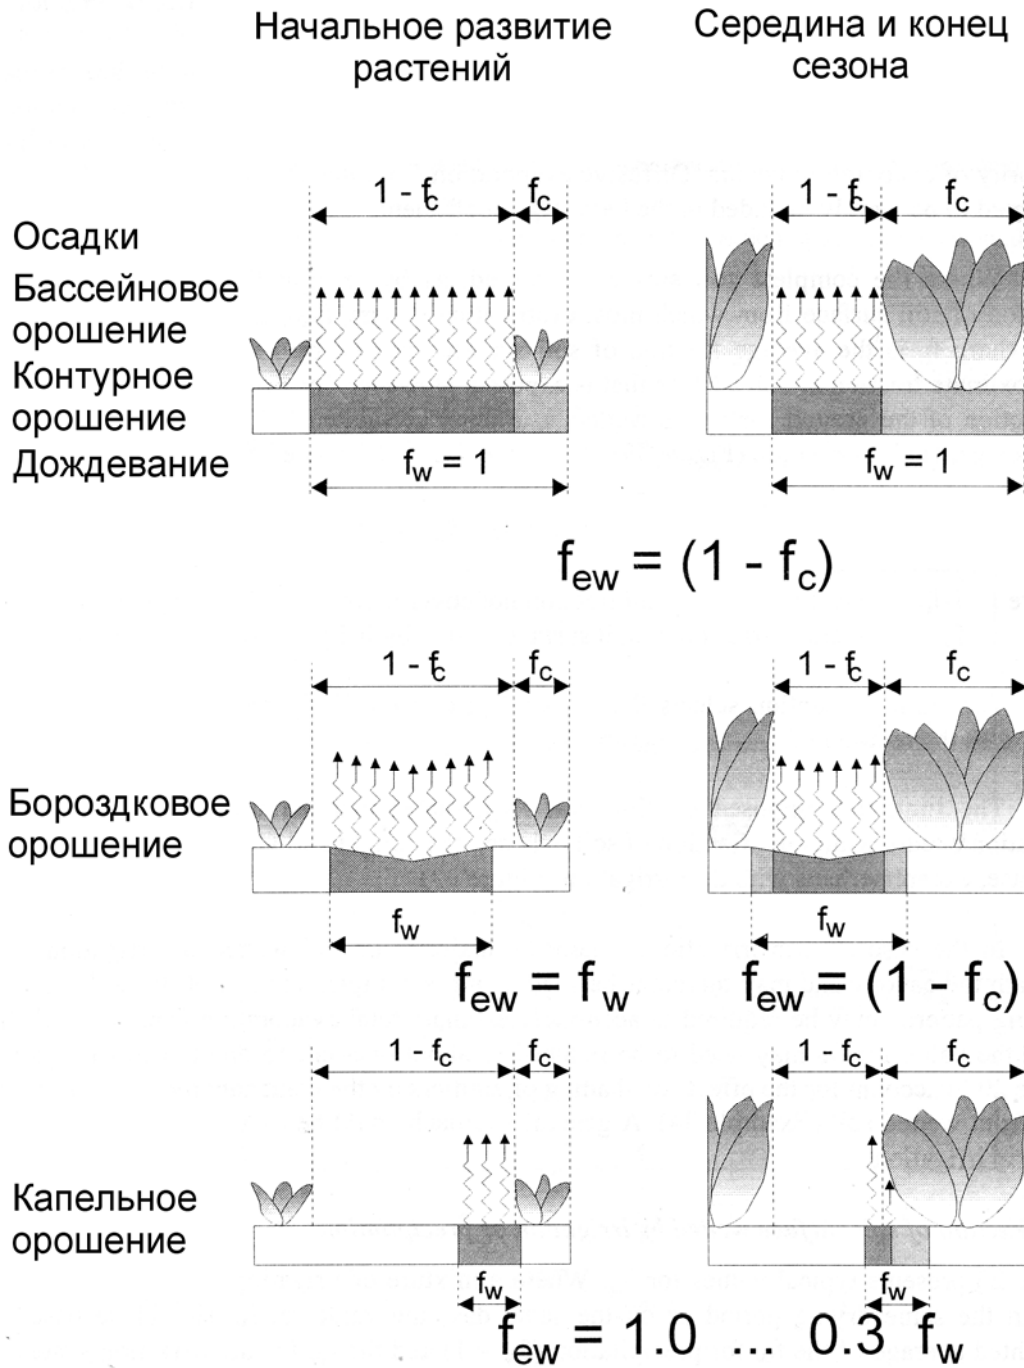 Начальное развитие
растений
Середина и конец
сезона
1 - fc
fc
1 - fc
fc
Осадки
Бассейновое
орошение
Контурное
орошение
Дождевание
fw = 1
fw = 1
few = (1 - fc)
1 - fc
fc
1 - fc
fc
Бороздковое
орошение
fw
fw
few = fw
few = (1 - fc)
1 - fc
fc
1 - fc
fc
Капельное
орошение
fw
fw
few = 1.0 ... 0.3 fw